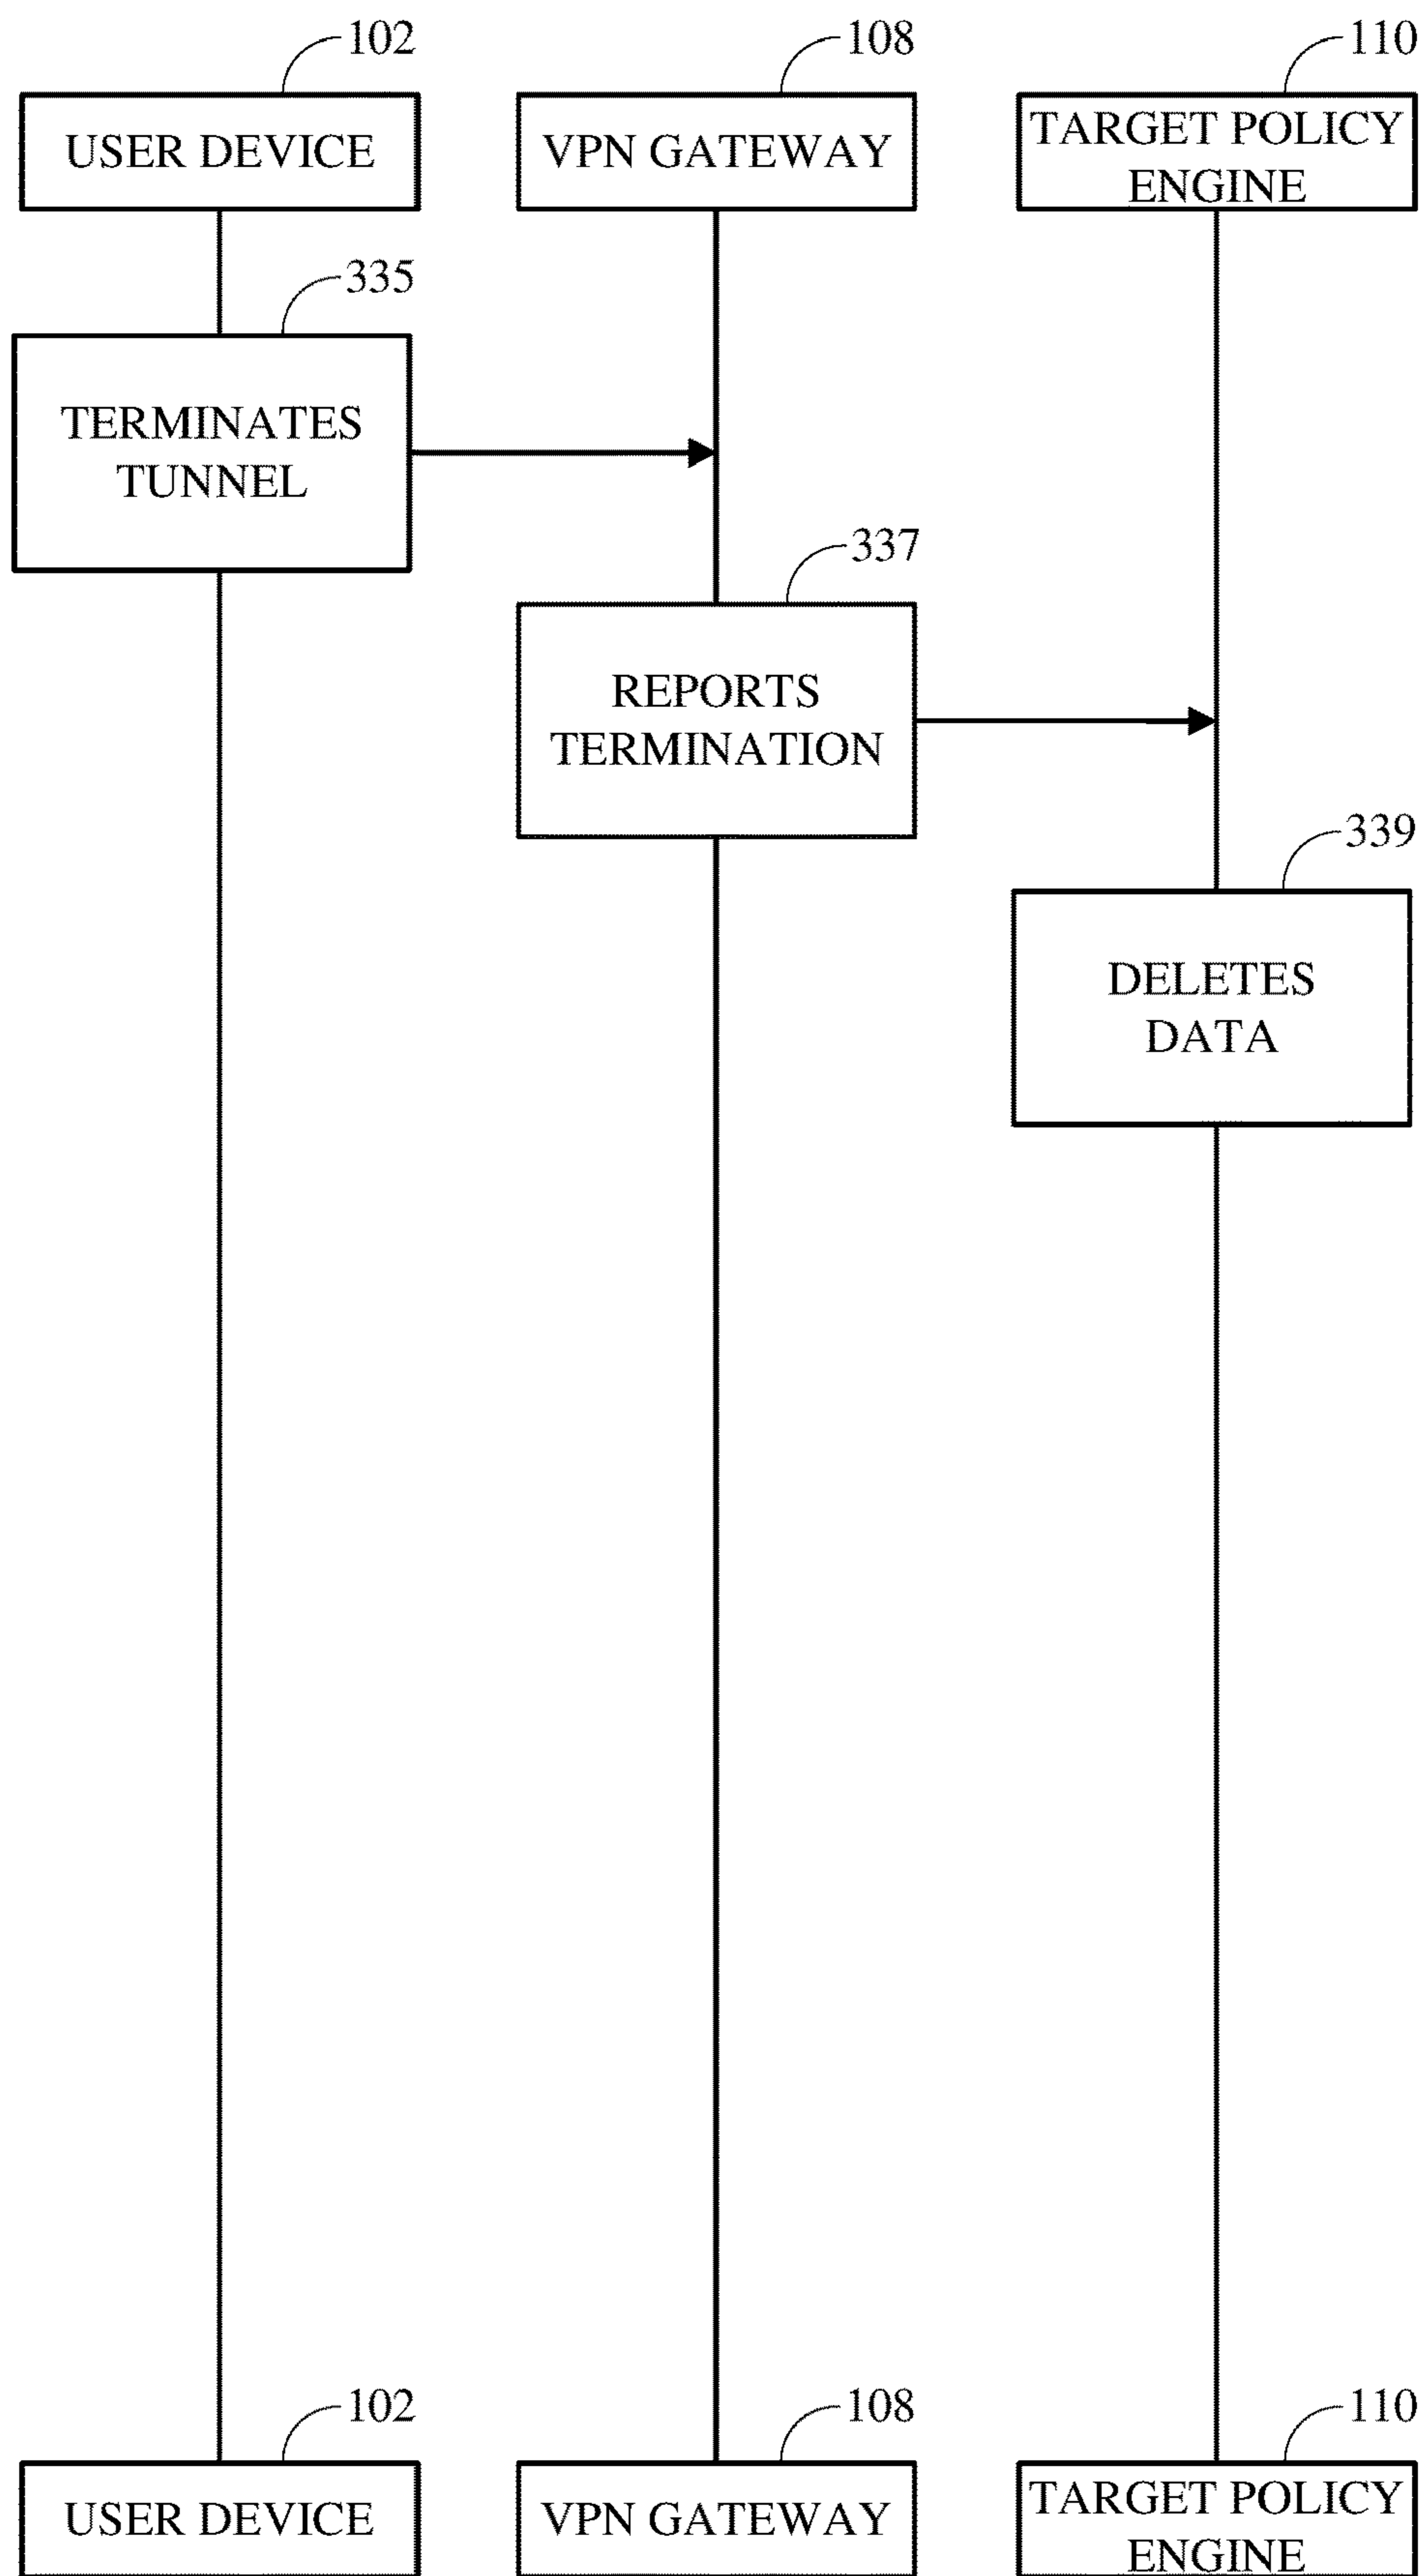 102
108
110
USER DEVICE
VPN GATEWAY
TARGET POLICY
ENGINE
335
TERMINATES
TUNNEL
337
REPORTS
TERMINATION
339
DELETES
DATA
102
108
110
USER DEVICE
VPN GATEWAY
TARGET POLICY
ENGINE